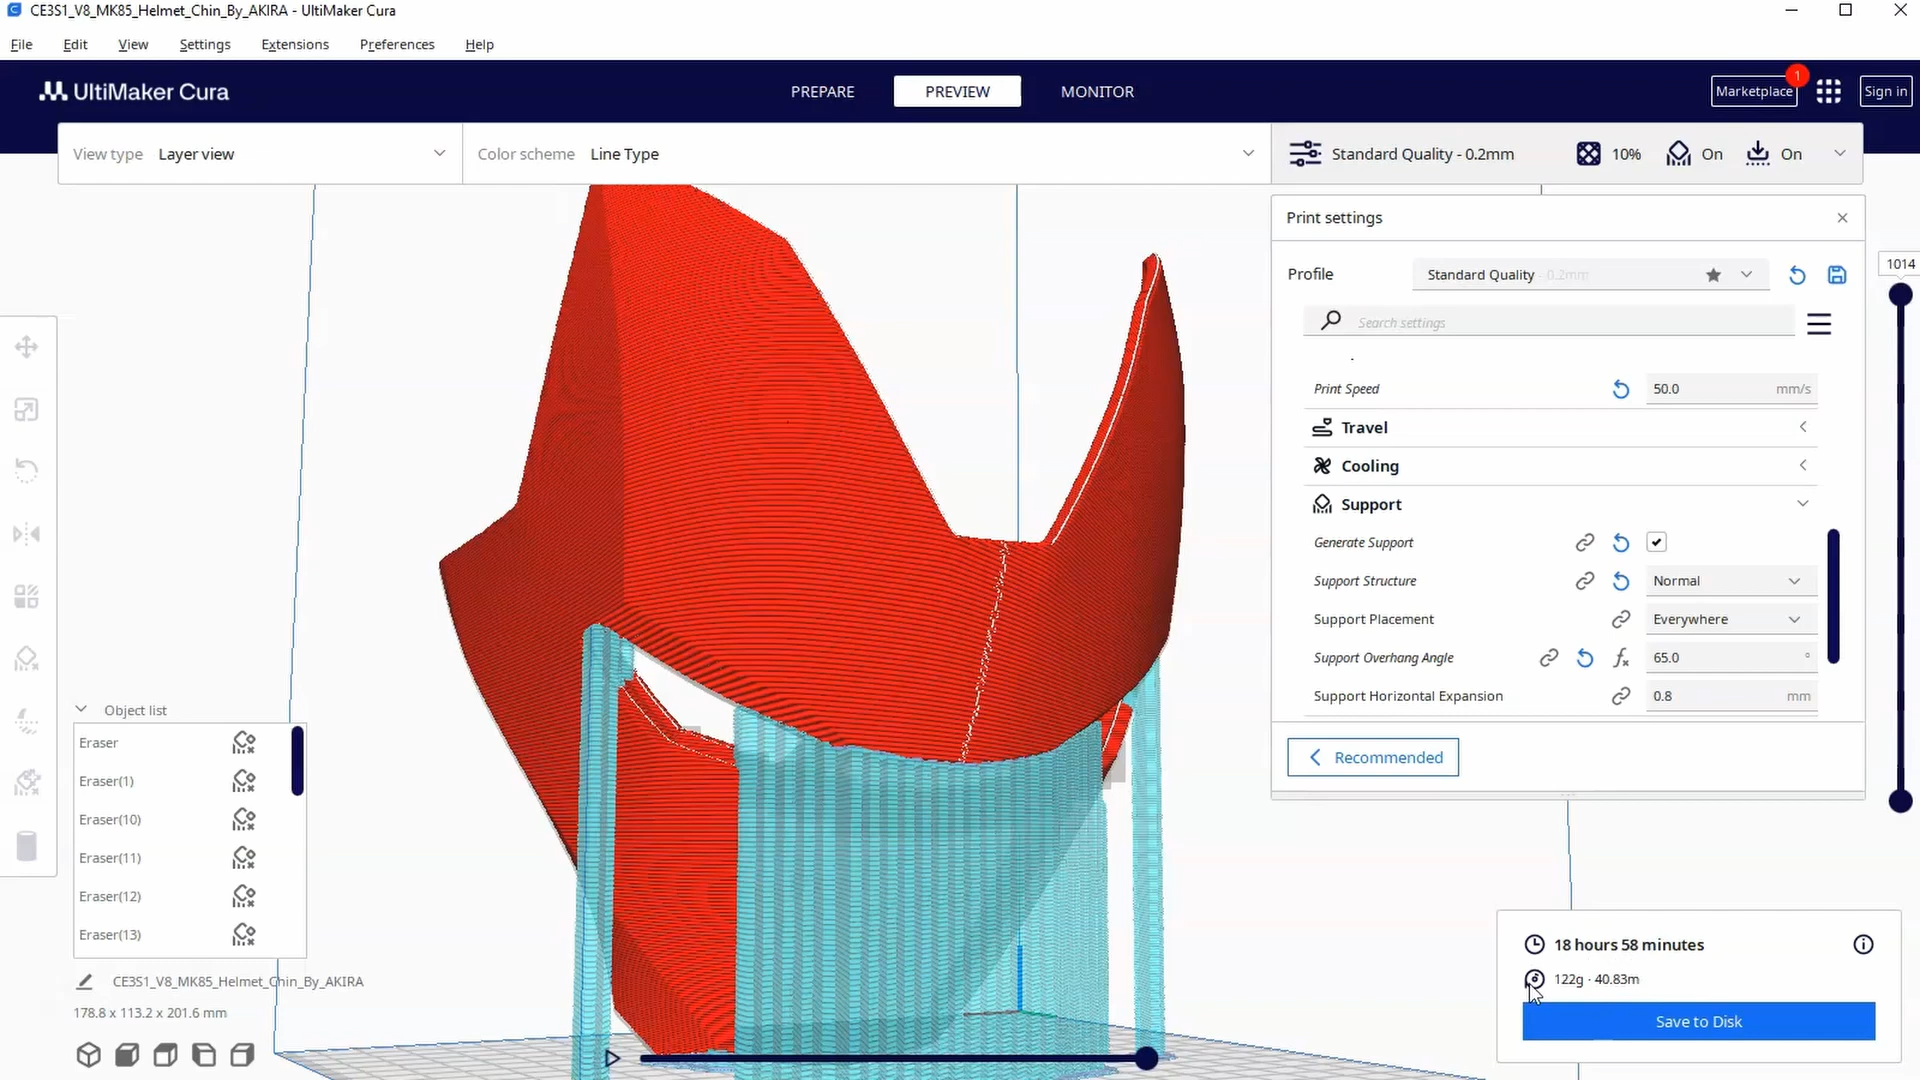 CE3S1_V8_MK85_Helmet_Chin_By_AKIRA - UltiMaker Cura
File Edit View Settings Extensions Preferences Help
UltiMaker Cura PREPARE PREVIEW MONITOR Marketplace 1 Sign in
View type Layer view Color scheme Line Type Standard Quality - 0.2mm 10% On On
Print settings
Profile Standard Quality - 0.2mm
Search settings
1014
Print Speed 50.0 mm/s
Travel
Cooling
Support
Generate Support
Support Structure Normal
Support Placement Everywhere
Support Overhang Angle 65.0 °
Support Horizontal Expansion 0.8 mm
Recommended
Object list
Eraser
Eraser(1)
Eraser(10)
Eraser(11)
Eraser(12)
Eraser(13)
CE3S1_V8_MK85_Helmet_Chin_By_AKIRA
178.8 x 113.2 x 201.6 mm
18 hours 58 minutes
122g · 40.83m
Save to Disk